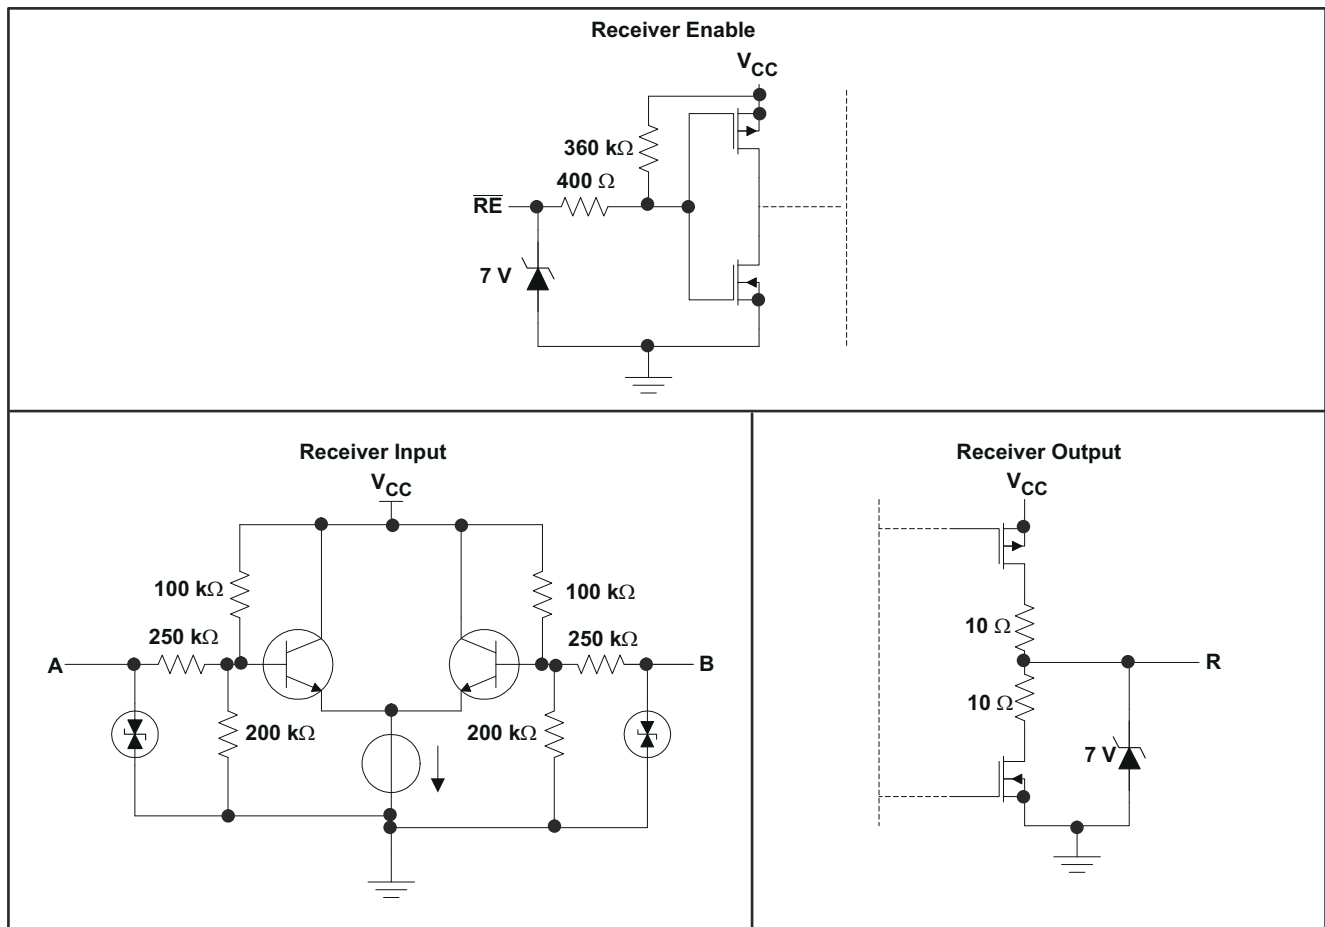 Receiver Enable
VCC
360 kΩ
400 Ω
RE
7 V
Receiver Input
VCC
100 kΩ
100 kΩ
250 kΩ
250 kΩ
A
B
200 kΩ
200 kΩ
Receiver Output
VCC
10 Ω
R
10 Ω
7 V